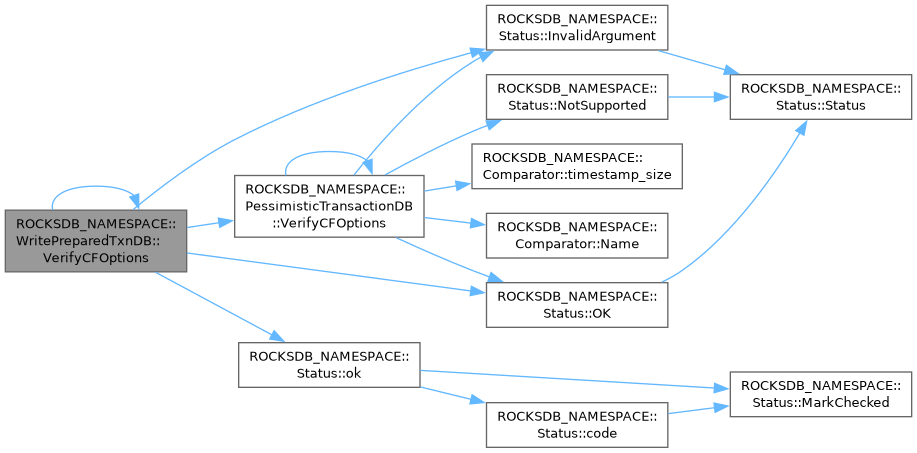 ROCKSDB_NAMESPACE::
WritePreparedTxnDB::
VerifyCFOptions
ROCKSDB_NAMESPACE::
PessimisticTransactionDB
::VerifyCFOptions
ROCKSDB_NAMESPACE::
Status::ok
ROCKSDB_NAMESPACE::
Status::InvalidArgument
ROCKSDB_NAMESPACE::
Status::NotSupported
ROCKSDB_NAMESPACE::
Comparator::timestamp_size
ROCKSDB_NAMESPACE::
Comparator::Name
ROCKSDB_NAMESPACE::
Status::OK
ROCKSDB_NAMESPACE::
Status::code
ROCKSDB_NAMESPACE::
Status::Status
ROCKSDB_NAMESPACE::
Status::MarkChecked